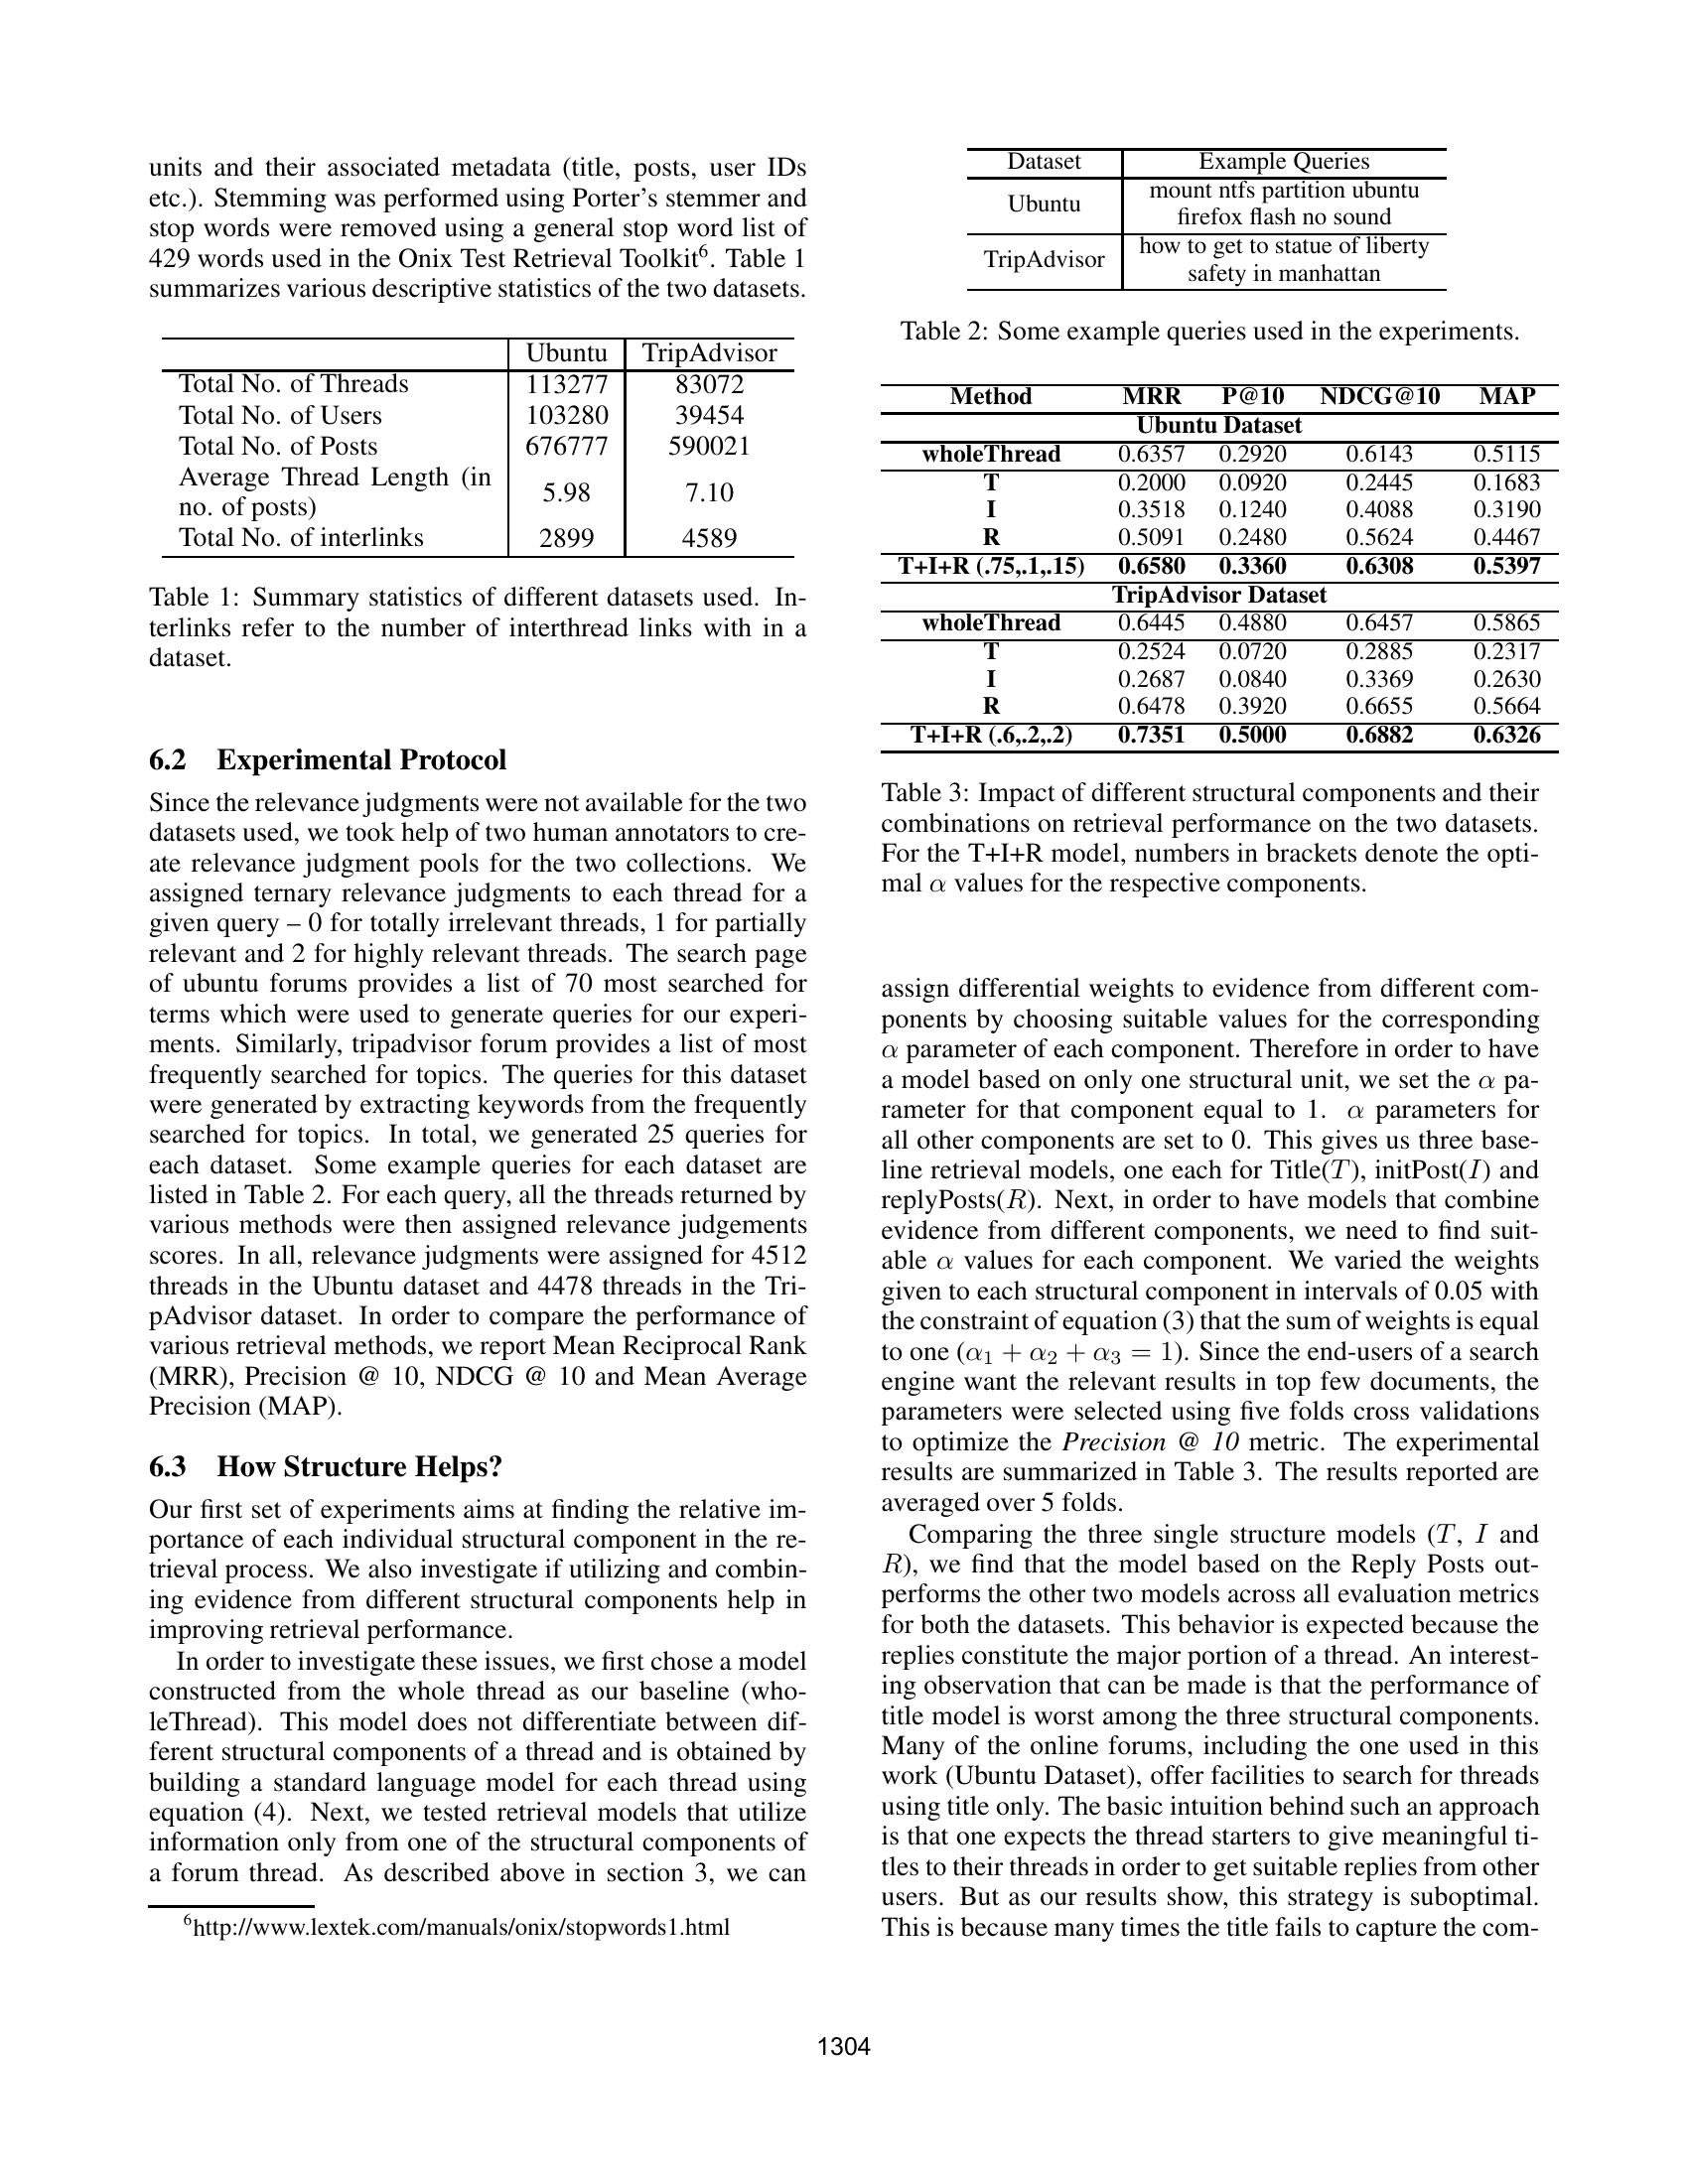 units and their associated metadata (title, posts, user IDs
etc.). Stemming was performed using Porter's stemmer and
stop words were removed using a general stop word list of
429 words used in the Onix Test Retrieval Toolkit6. Table 1
summarizes various descriptive statistics of the two datasets.
Ubuntu TripAdvisor
Total No. of Threads 113277 83072
Total No. of Users 103280 39454
Total No. of Posts 676777 590021
Average Thread Length (in
no. of posts) 5.98 7.10
Total No. of interlinks 2899 4589
Table 1: Summary statistics of different datasets used. In-
terlinks refer to the number of interthread links with in a
dataset.
6.2 Experimental Protocol
Since the relevance judgments were not available for the two
datasets used, we took help of two human annotators to cre-
ate relevance judgment pools for the two collections. We
assigned ternary relevance judgments to each thread for a
given query – 0 for totally irrelevant threads, 1 for partially
relevant and 2 for highly relevant threads. The search page
of ubuntu forums provides a list of 70 most searched for
terms which were used to generate queries for our experi-
ments. Similarly, tripadvisor forum provides a list of most
frequently searched for topics. The queries for this dataset
were generated by extracting keywords from the frequently
searched for topics. In total, we generated 25 queries for
each dataset. Some example queries for each dataset are
listed in Table 2. For each query, all the threads returned by
various methods were then assigned relevance judgements
scores. In all, relevance judgments were assigned for 4512
threads in the Ubuntu dataset and 4478 threads in the Tri-
pAdvisor dataset. In order to compare the performance of
various retrieval methods, we report Mean Reciprocal Rank
(MRR), Precision @ 10, NDCG @ 10 and Mean Average
Precision (MAP).
6.3 How Structure Helps?
Our first set of experiments aims at finding the relative im-
portance of each individual structural component in the re-
trieval process. We also investigate if utilizing and combin-
ing evidence from different structural components help in
improving retrieval performance.
In order to investigate these issues, we first chose a model
constructed from the whole thread as our baseline (who-
leThread). This model does not differentiate between dif-
ferent structural components of a thread and is obtained by
building a standard language model for each thread using
equation (4). Next, we tested retrieval models that utilize
information only from one of the structural components of
a forum thread. As described above in section 3, we can
6http://www.lextek.com/manuals/onix/stopwords1.html
Dataset Example Queries
Ubuntu mount ntfs partition ubuntu
firefox flash no sound
TripAdvisor how to get to statue of liberty
safety in manhattan
Table 2: Some example queries used in the experiments.
Method MRR P@10 NDCG@10 MAP
Ubuntu Dataset
wholeThread 0.6357 0.2920 0.6143 0.5115
T 0.2000 0.0920 0.2445 0.1683
I 0.3518 0.1240 0.4088 0.3190
R 0.5091 0.2480 0.5624 0.4467
T+I+R (.75,.1,.15) 0.6580 0.3360 0.6308 0.5397
TripAdvisor Dataset
wholeThread 0.6445 0.4880 0.6457 0.5865
T 0.2524 0.0720 0.2885 0.2317
I 0.2687 0.0840 0.3369 0.2630
R 0.6478 0.3920 0.6655 0.5664
T+I+R (.6,.2,.2) 0.7351 0.5000 0.6882 0.6326
Table 3: Impact of different structural components and their
combinations on retrieval performance on the two datasets.
For the T+I+R model, numbers in brackets denote the opti-
mal α values for the respective components.
assign differential weights to evidence from different com-
ponents by choosing suitable values for the corresponding
α parameter of each component. Therefore in order to have
a model based on only one structural unit, we set the α pa-
rameter for that component equal to 1. α parameters for
all other components are set to 0. This gives us three base-
line retrieval models, one each for Title(T), initPost(I) and
replyPosts(R). Next, in order to have models that combine
evidence from different components, we need to find suit-
able α values for each component. We varied the weights
given to each structural component in intervals of 0.05 with
the constraint of equation (3) that the sum of weights is equal
to one (α1 + α2 + α3 = 1). Since the end-users of a search
engine want the relevant results in top few documents, the
parameters were selected using five folds cross validations
to optimize the Precision @ 10 metric. The experimental
results are summarized in Table 3. The results reported are
averaged over 5 folds.
Comparing the three single structure models (T, I and
R), we find that the model based on the Reply Posts out-
performs the other two models across all evaluation metrics
for both the datasets. This behavior is expected because the
replies constitute the major portion of a thread. An interest-
ing observation that can be made is that the performance of
title model is worst among the three structural components.
Many of the online forums, including the one used in this
work (Ubuntu Dataset), offer facilities to search for threads
using title only. The basic intuition behind such an approach
is that one expects the thread starters to give meaningful ti-
tles to their threads in order to get suitable replies from other
users. But as our results show, this strategy is suboptimal.
This is because many times the title fails to capture the com-
1304